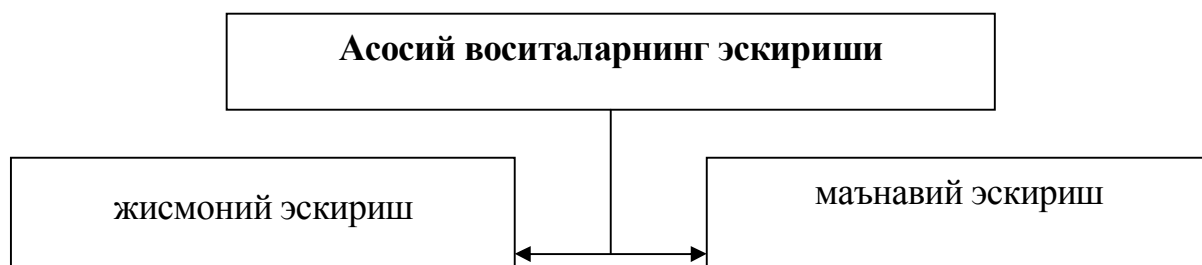 Асосий воситаларнинг эскириши
жисмоний эскириш
маънавий эскириш